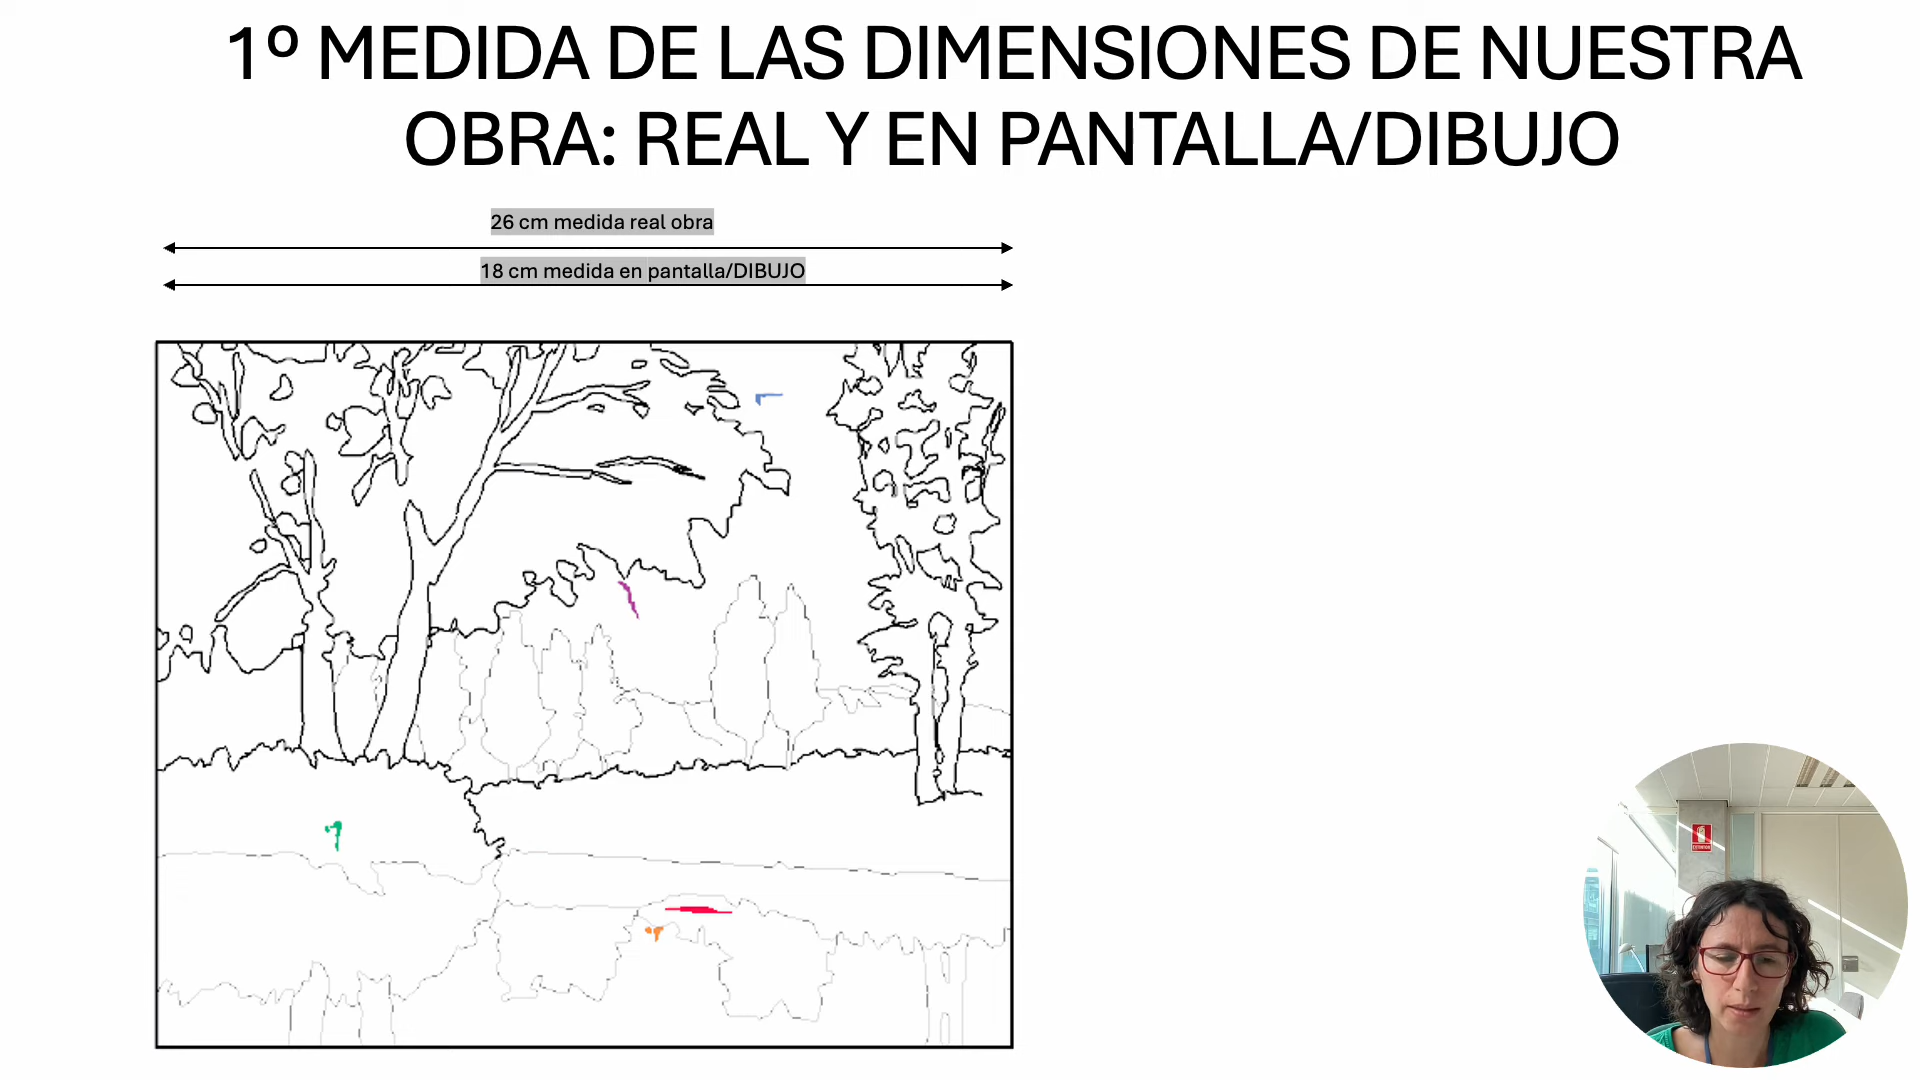 1º MEDIDA DE LAS DIMENSIONES DE NUESTRA
OBRA: REAL Y EN PANTALLA/DIBUJO
26 cm medida real obra
18 cm medida en pantalla/DIBUJO